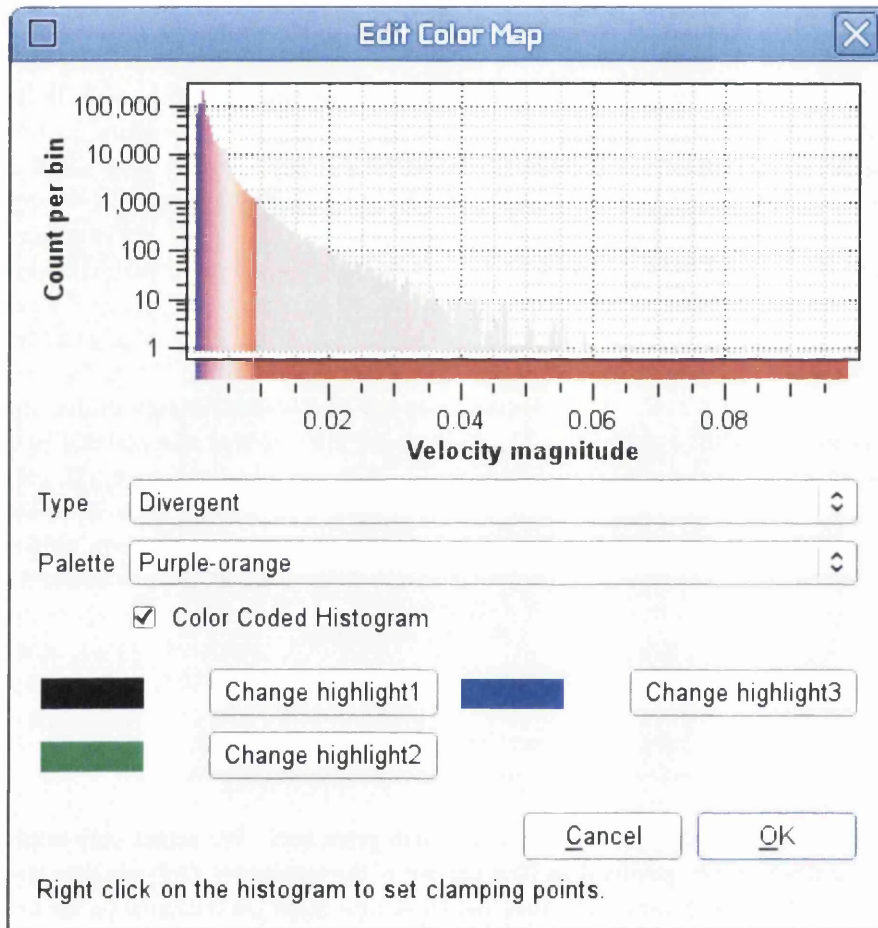 Edit Color Map
Count per bin
100,000
10,000
1,000
100
10
1
0.02 0.04 0.06 0.08
Velocity magnitude
Type Divergent
Palette Purple-orange
Color Coded Histogram
Change highlight1 Change highlight3
Change highlight2
Cancel OK
Right click on the histogram to set clamping points.